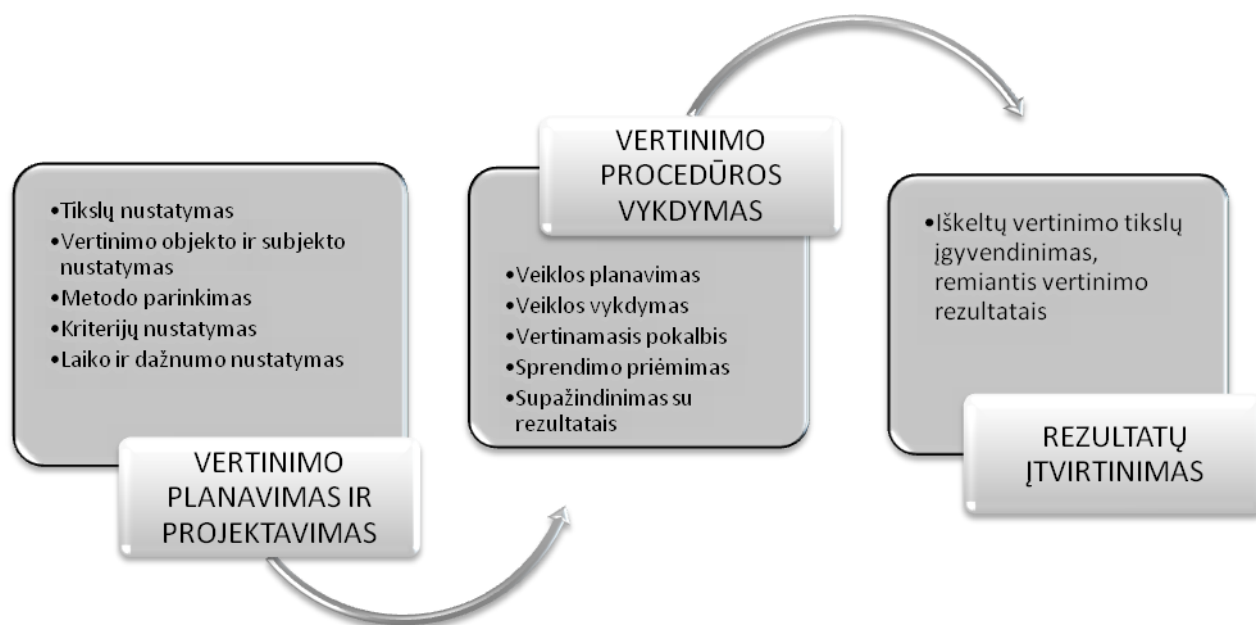 •Tikslų nustatymas
•Vertinimo objekto ir subjekto
nustatymas
•Metodo parinkimas
•Kriterijų nustatymas
•Laiko ir dažnumo nustatymas
VERTINIMO
PLANAVIMAS IR
PROJEKTAVIMAS
VERTINIMO
PROCEDŪROS
VYKDYMAS
•Veiklos planavimas
•Veiklos vykdymas
•Vertinamasis pokalbis
•Sprendimo priėmimas
•Supažindinimas su
rezultatais
•Iškeltų vertinimo tikslų
įgyvendinimas,
remiantis vertinimo
rezultatais
REZULTATŲ
ĮTVIRTINIMAS